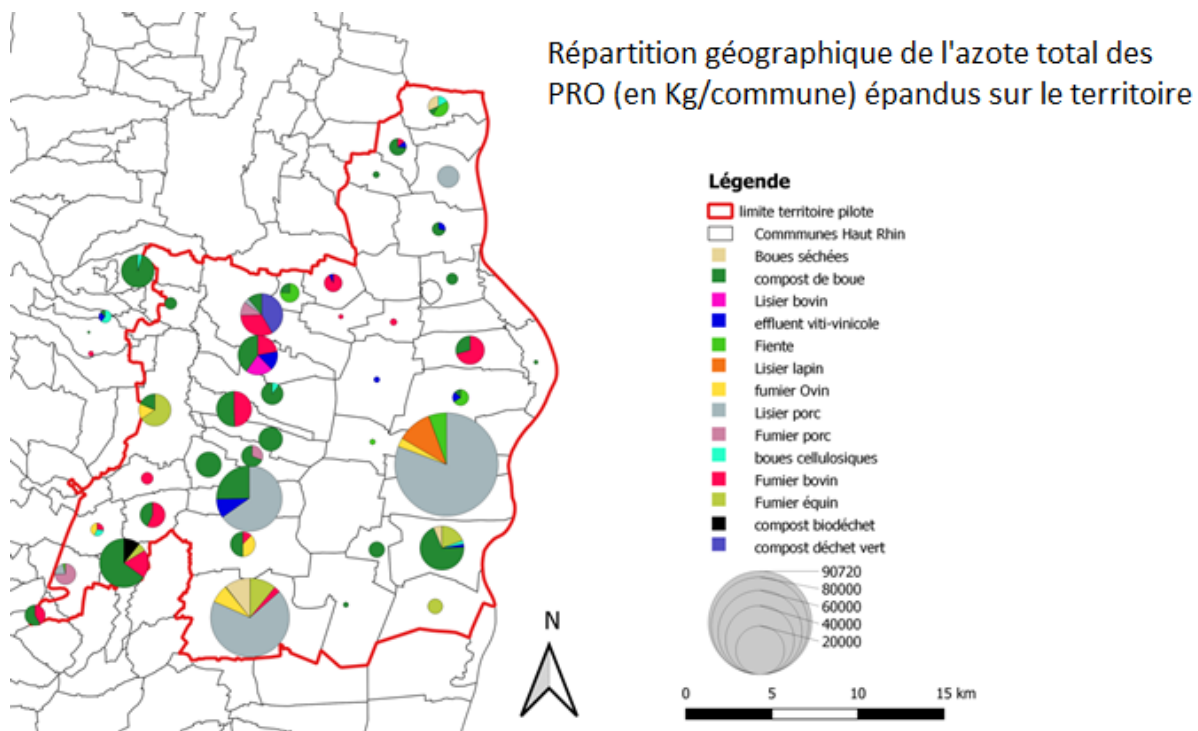 Répartition géographique de l'azote total des
PRO (en Kg/commune) épandus sur le territoire
Légende
limite territoire pilote
Commmunes Haut Rhin
Boues séchées
compost de boue
Lisier bovin
effluent viti-vinicole
Fiente
Lisier lapin
fumier Ovin
Lisier porc
Fumier porc
boues cellulosiques
Fumier bovin
Fumier équin
compost biodéchet
compost déchet vert
90720
80000
60000
40000
20000
N
0 5 10 15 km